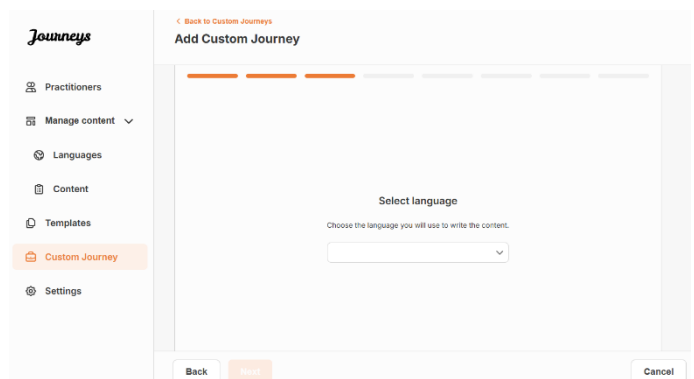 Journeys
Practitioners
Manage content
Languages
Content
Templates
Custom Journey
Settings
< Back to Custom Journeys
Add Custom Journey
Select language
Choose the language you will use to write the content.
Back
Next
Cancel